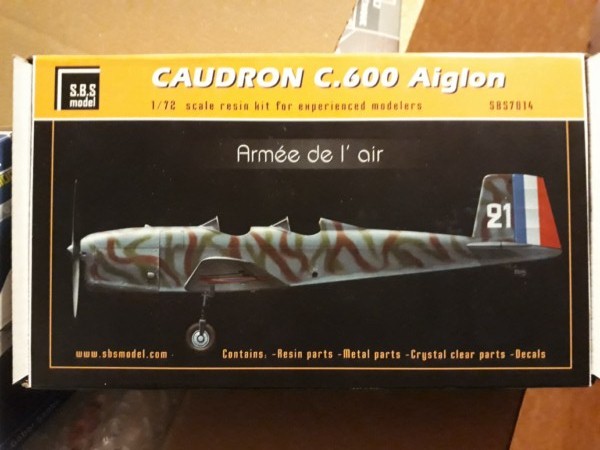 S.B.S
model
CAUDRON C.600 Aiglon
1/72 scale resin kit for experienced modelers SBS7014
Armée de l' air
21
www.sbsmodel.com
Contains: -Resin parts -Metal parts -Crystal clear parts -Decals